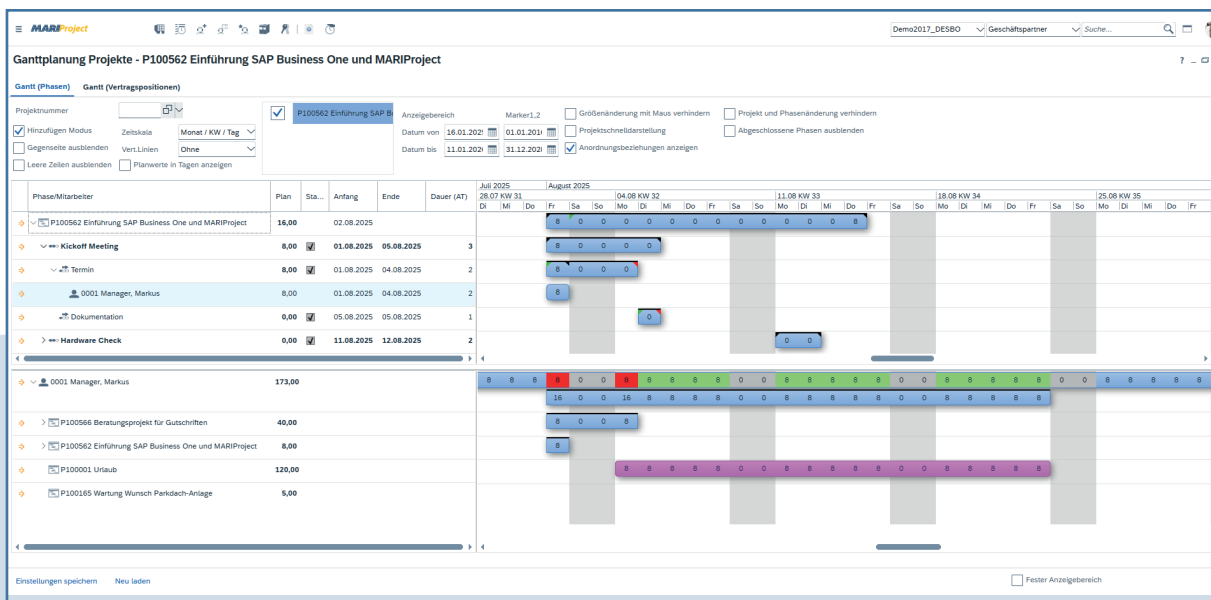 MARIProject Demo2017_DESBO Geschäftspartner Suche...
Ganttplanung Projekte - P100562 Einführung SAP Business One und MARIProject ?
Gantt (Phasen) Gantt (Vertragspositionen)
Projektnummer P100562 Einführung SAP B Anzeigebereich Marker1,2 Größenänderung mit Maus verhindern Projekt und Phasenänderung verhindern
Hinzufügen Modus Zeitskala Monat / KW / Tag Datum von 16.01.202 01.01.201 Projektschnelldarstellung Abgeschlossene Phasen ausblenden
Gegenseite ausblenden Vert.Linien Ohne Datum bis 11.01.202 31.12.202 Anordnungsbeziehungen anzeigen
Leere Zeilen ausblenden Planwerte in Tagen anzeigen
Juli 2025 August 2025
Phase/Mitarbeiter Plan Sta... Anfang Ende Dauer (AT) 28.07 KW 31 04.08 KW 32 11.08 KW 33 18.08 KW 34 25.08 KW 35
Di Mi Do Fr Sa So Mo Di Mi Do Fr Sa So Mo Di Mi Do Fr Sa So Mo Di Mi Do Fr Sa So Mo Di Mi Do Fr
P100562 Einführung SAP Business One und MARIProject 16,00 02.08.2025 8 0 0 0 0 0 0 0 0 0 0 0 0 8
Kickoff Meeting 8,00 01.08.2025 05.08.2025 3 8 0 0 0 0
Termin 8,00 01.08.2025 04.08.2025 2 8 0 0 0
0001 Manager, Markus 8,00 01.08.2025 04.08.2025 2 8
Dokumentation 0,00 05.08.2025 05.08.2025 1 0
Hardware Check 0,00 11.08.2025 12.08.2025 2 0 0
0001 Manager, Markus 173,00 8 8 8 8 0 0 8 8 8 8 8 0 0 8 8 8 8 8 0 0 8 8 8 8 8 0 0 8 8 8 8 8
16 0 0 16 8 8 8 8 0 0 8 8 8 8 8 0 0 8 8 8 8 8
P100566 Beratungsprojekt für Gutschriften 40,00 8 0 0 8
P100562 Einführung SAP Business One und MARIProject 8,00 8
P100001 Urlaub 120,00 8 8 8 8 8 0 0 8 8 8 8 8 0 0 8 8 8 8 8
P100165 Wartung Wunsch Parkdach-Anlage 5,00
Einstellungen speichern Neu laden Fester Anzeigebereich